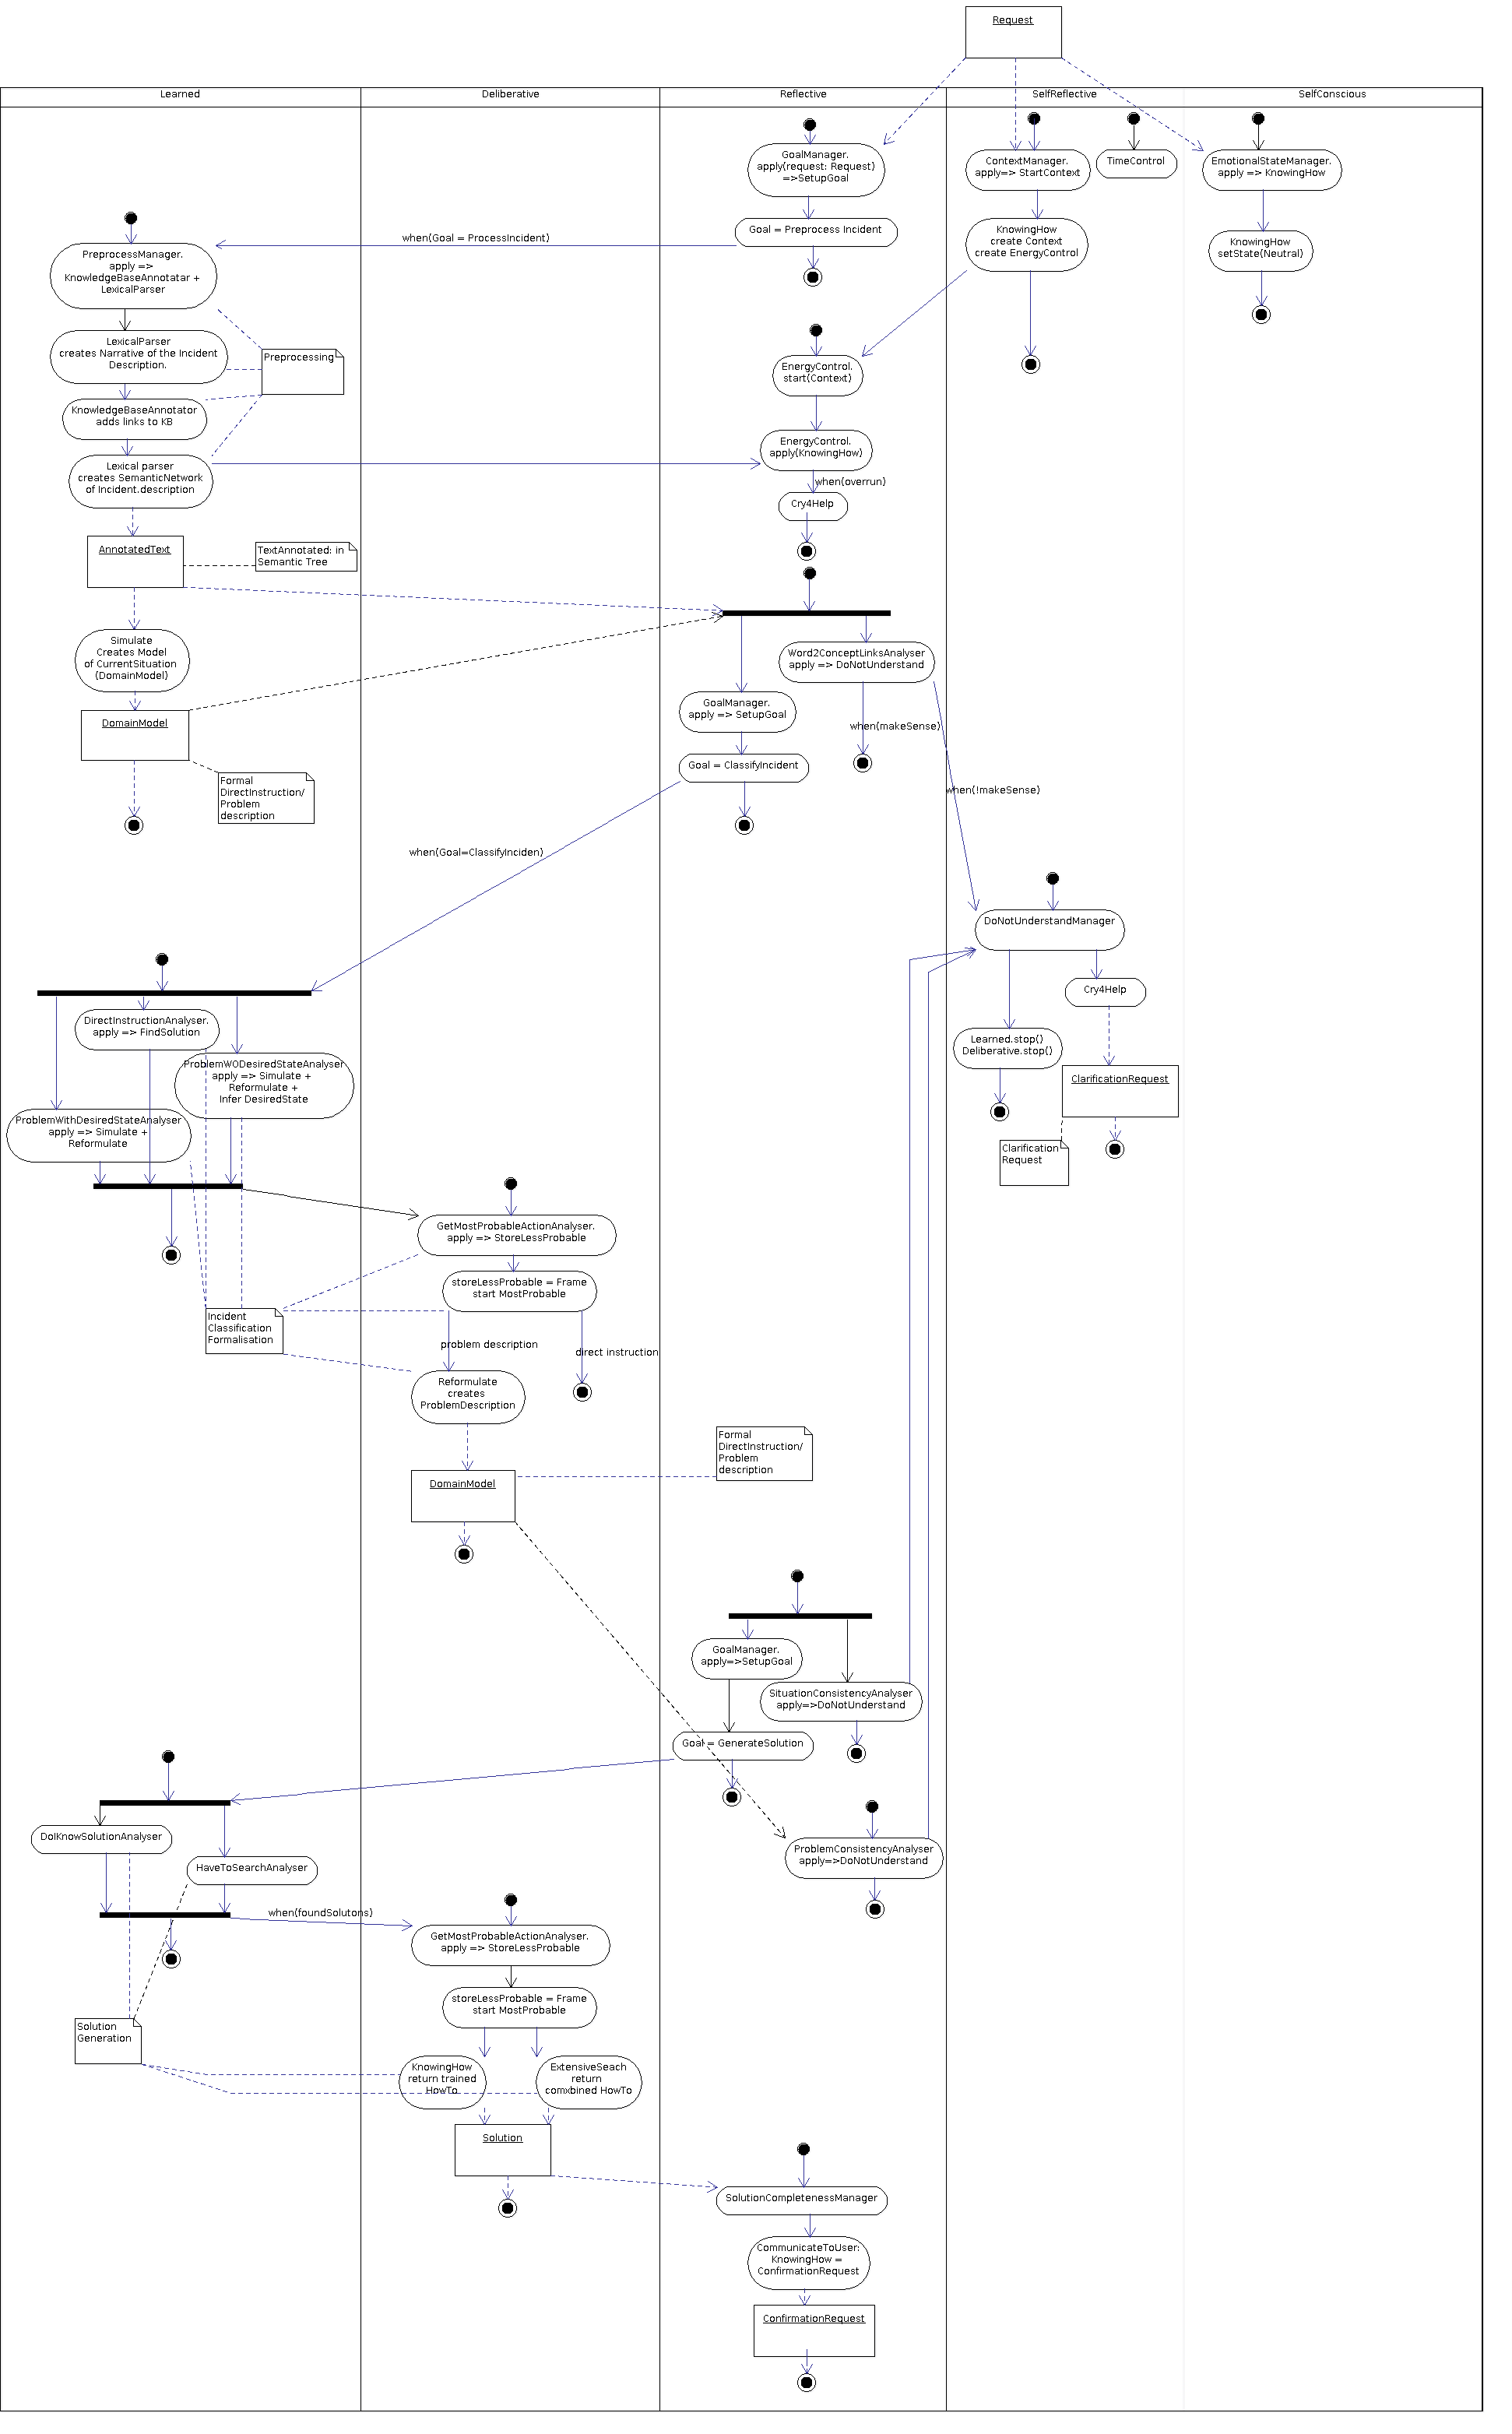 Request
Learned
Deliberative
Reflective
SelfReflective
SelfConscious
GoalManager.
apply(request: Request)
=>SetupGoal
ContextManager.
apply=> StartContext
TimeControl
EmotionalStateManager.
apply => KnowingHow
Goal = Preprocess Incident
when(Goal = ProcessIncident)
KnowingHow
create Context
create EnergyControl
KnowingHow
setState(Neutral)
PreprocessManager.
apply =>
KnowledgeBaseAnnotatar +
LexicalParser
LexicalParser
creates Narrative of the Incident
Description.
Preprocessing
KnowledgeBaseAnnotator
adds links to KB
Lexical parser
creates SemanticNetwork
of Incident.description
EnergyControl.
start(Context)
EnergyControl.
apply(KnowingHow)
when(overrun)
Cry4Help
AnnotatedText
TextAnnotated: in
Semantic Tree
Simulate
Creates Model
of CurrentSituation
(DomainModel)
DomainModel
Formal
DirectInstruction/
Problem
description
Word2ConceptLinksAnalyser
apply => DoNotUnderstand
GoalManager.
apply => SetupGoal
when(makeSense)
Goal = ClassifyIncident
when(!makeSense)
when(Goal=ClassifyInciden)
DoNotUnderstandManager
Cry4Help
Learned.stop()
Deliberative.stop()
ClarificationRequest
Clarification
Request
DirectInstructionAnalyser.
apply => FindSolution
ProblemWODesiredStateAnalyser
apply => Simulate +
Reformulate +
Infer DesiredState
ProblemWithDesiredStateAnalyser
apply => Simulate +
Reformulate
GetMostProbableActionAnalyser.
apply => StoreLessProbable
storeLessProbable = Frame
start MostProbable
Incident
Classification
Formalisation
problem description
direct instruction
Reformulate
creates
ProblemDescription
Formal
DirectInstruction/
Problem
description
DomainModel
GoalManager.
apply=>SetupGoal
SituationConsistencyAnalyser
apply=>DoNotUnderstand
Goal = GenerateSolution
ProblemConsistencyAnalyser
apply=>DoNotUnderstand
DoIKnowSolutionAnalyser
HaveToSearchAnalyser
when(foundSolutons)
GetMostProbableActionAnalyser.
apply => StoreLessProbable
storeLessProbable = Frame
start MostProbable
Solution
Generation
KnowingHow
return trained
HowTo
ExtensiveSeach
return
comxbined HowTo
Solution
SolutionCompletenessManager
CommunicateToUser:
KnowingHow =
ConfirmationRequest
ConfirmationRequest